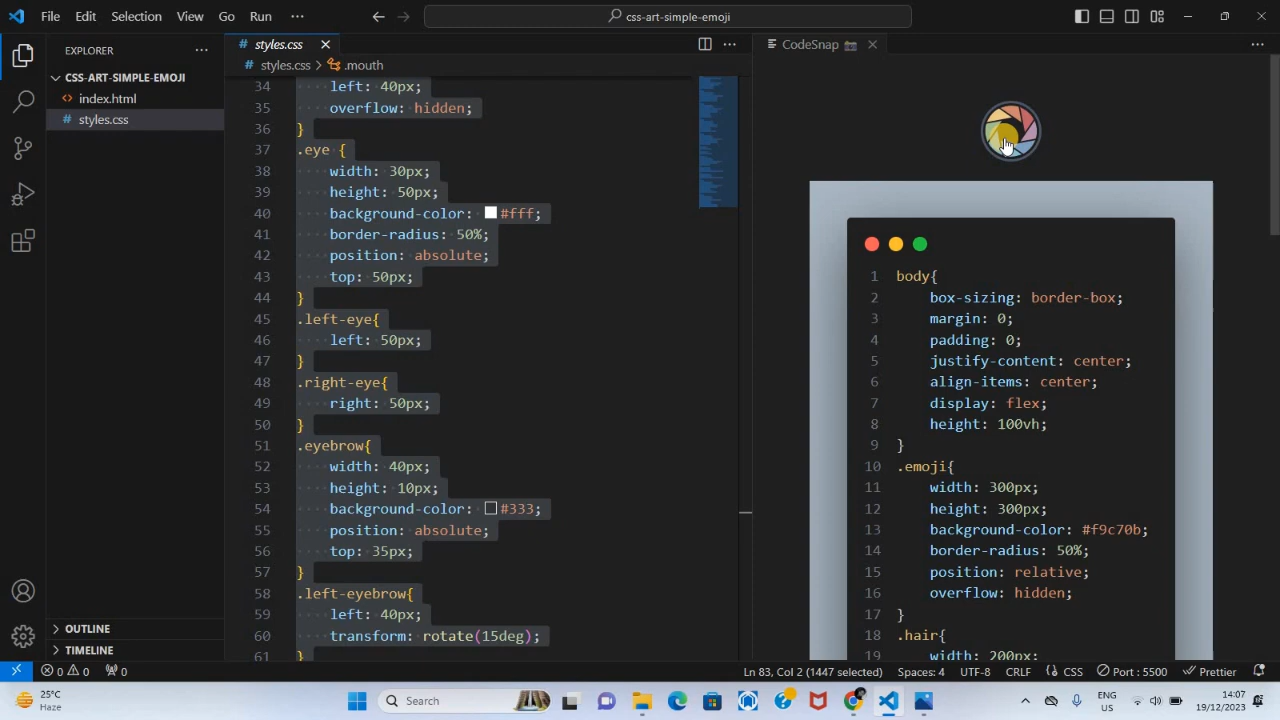 File Edit Selection View Go Run ··· css-art-simple-emoji
EXPLORER ···
CSS-ART-SIMPLE-EMOJI
index.html
# styles.css
OUTLINE
TIMELINE
# styles.css
# styles.css > .mouth
34 left: 40px;
35 overflow: hidden;
36 }
37 .eye {
38 width: 30px;
39 height: 50px;
40 background-color: #fff;
41 border-radius: 50%;
42 position: absolute;
43 top: 50px;
44 }
45 .left-eye{
46 left: 50px;
47 }
48 .right-eye{
49 right: 50px;
50 }
51 .eyebrow{
52 width: 40px;
53 height: 10px;
54 background-color: #333;
55 position: absolute;
56 top: 35px;
57 }
58 .left-eyebrow{
59 left: 40px;
60 transform: rotate(15deg);
61 }
CodeSnap 📷
1 body{
2 box-sizing: border-box;
3 margin: 0;
4 padding: 0;
5 justify-content: center;
6 align-items: center;
7 display: flex;
8 height: 100vh;
9 }
10 .emoji{
11 width: 300px;
12 height: 300px;
13 background-color: #f9c70b;
14 border-radius: 50%;
15 position: relative;
16 overflow: hidden;
17 }
18 .hair{
19 width: 200px;
0 0 0 Ln 83, Col 2 (1447 selected) Spaces: 4 UTF-8 CRLF {} CSS Port : 5500 Prettier
25°C
Haze
Search
ENG
US
14:07
19/12/2023